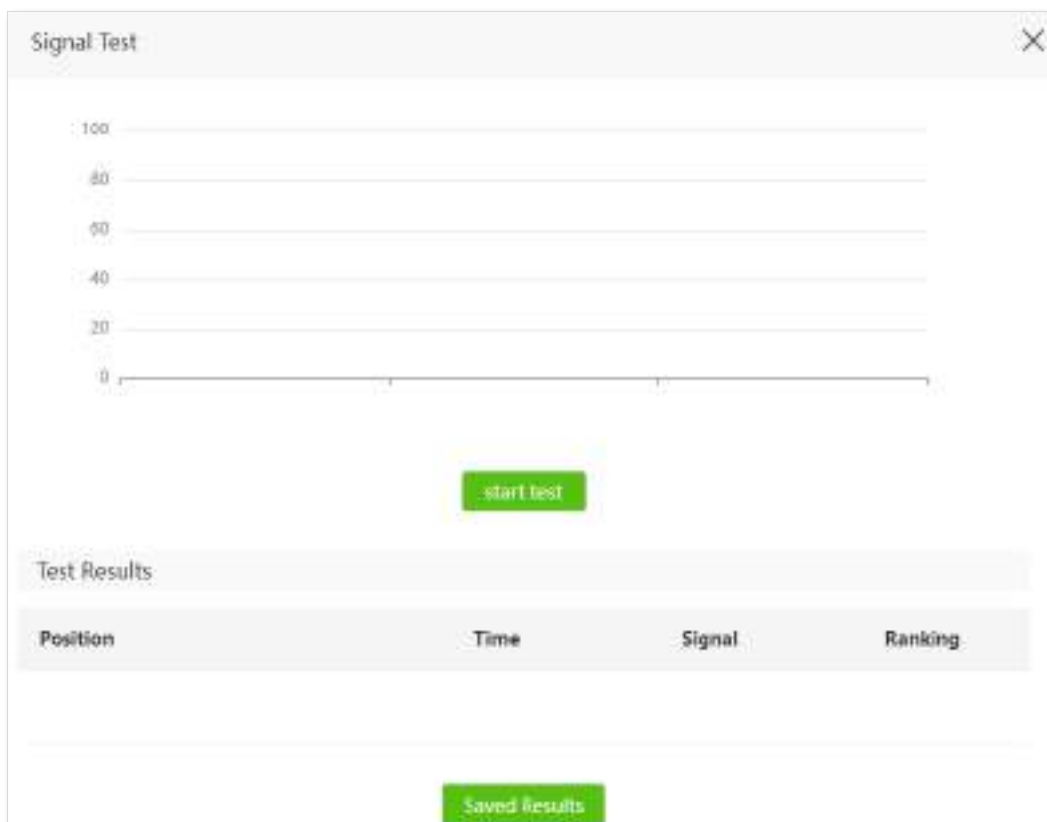 Signal Test
100
80
60
40
20
0
start test
Test Results
Position Time Signal Ranking
Saved Results